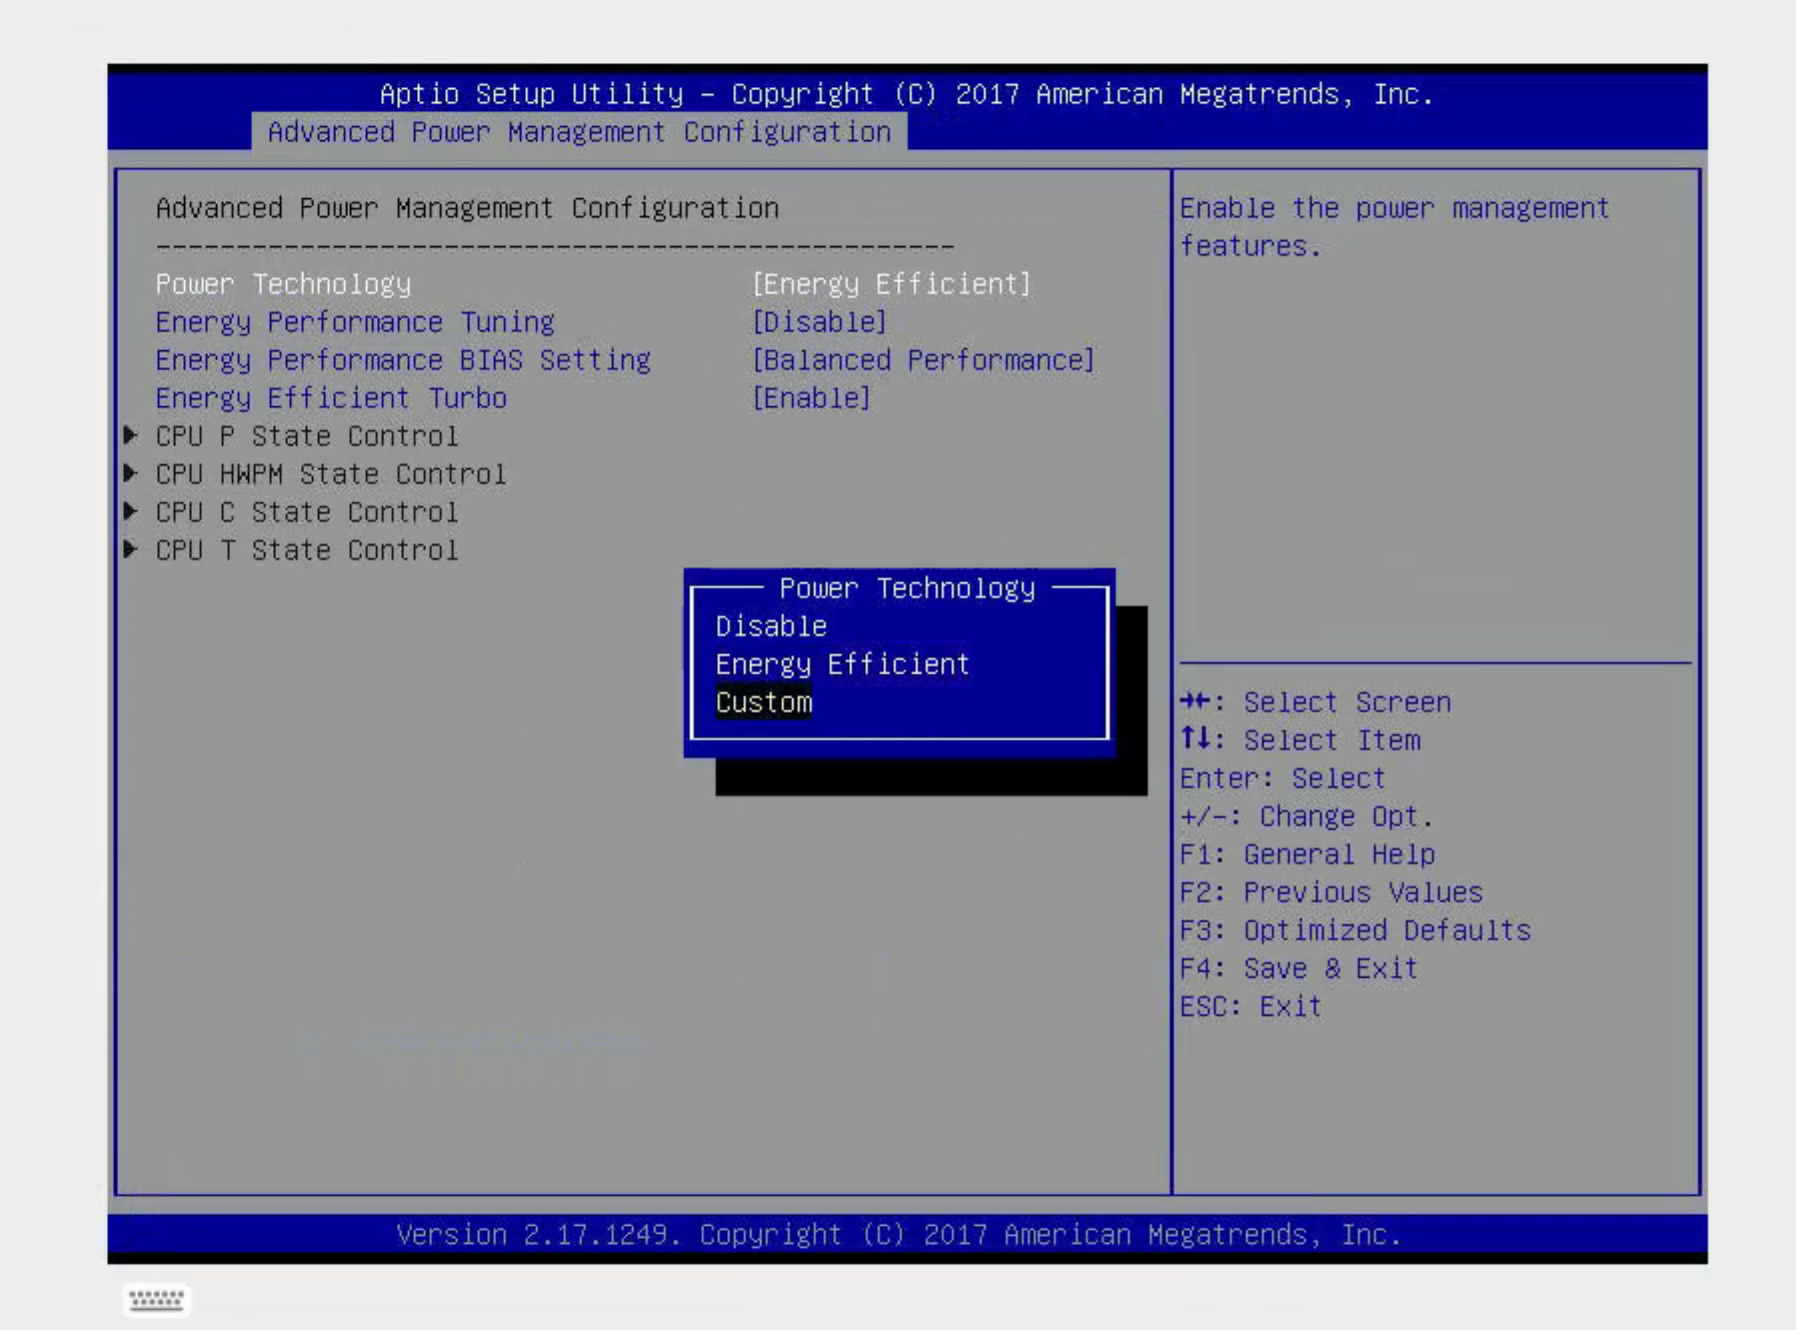 Aptio Setup Utility – Copyright (C) 2017 American Megatrends, Inc.
Advanced Power Management Configuration
Advanced Power Management Configuration
--------------------------------------------------
Power Technology [Energy Efficient]
Energy Performance Tuning [Disable]
Energy Performance BIAS Setting [Balanced Performance]
Energy Efficient Turbo [Enable]
CPU P State Control
CPU HWPM State Control
CPU C State Control
CPU T State Control
Power Technology
Disable
Energy Efficient
Custom
Enable the power management
features.
→←: Select Screen
↑↓: Select Item
Enter: Select
+/-: Change Opt.
F1: General Help
F2: Previous Values
F3: Optimized Defaults
F4: Save & Exit
ESC: Exit
Version 2.17.1249. Copyright (C) 2017 American Megatrends, Inc.